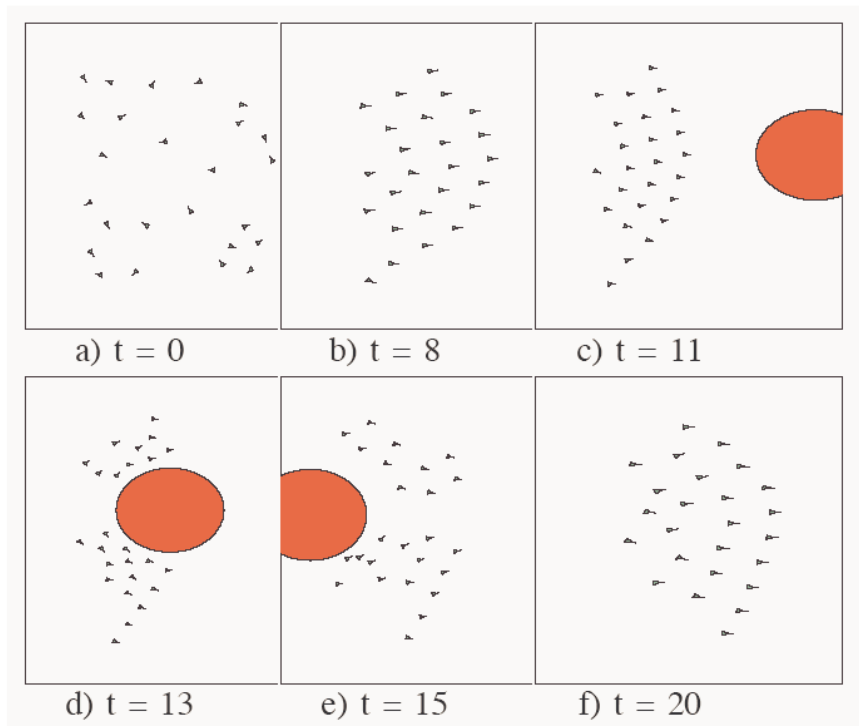 a) t = 0
b) t = 8
c) t = 11
d) t = 13
e) t = 15
f) t = 20